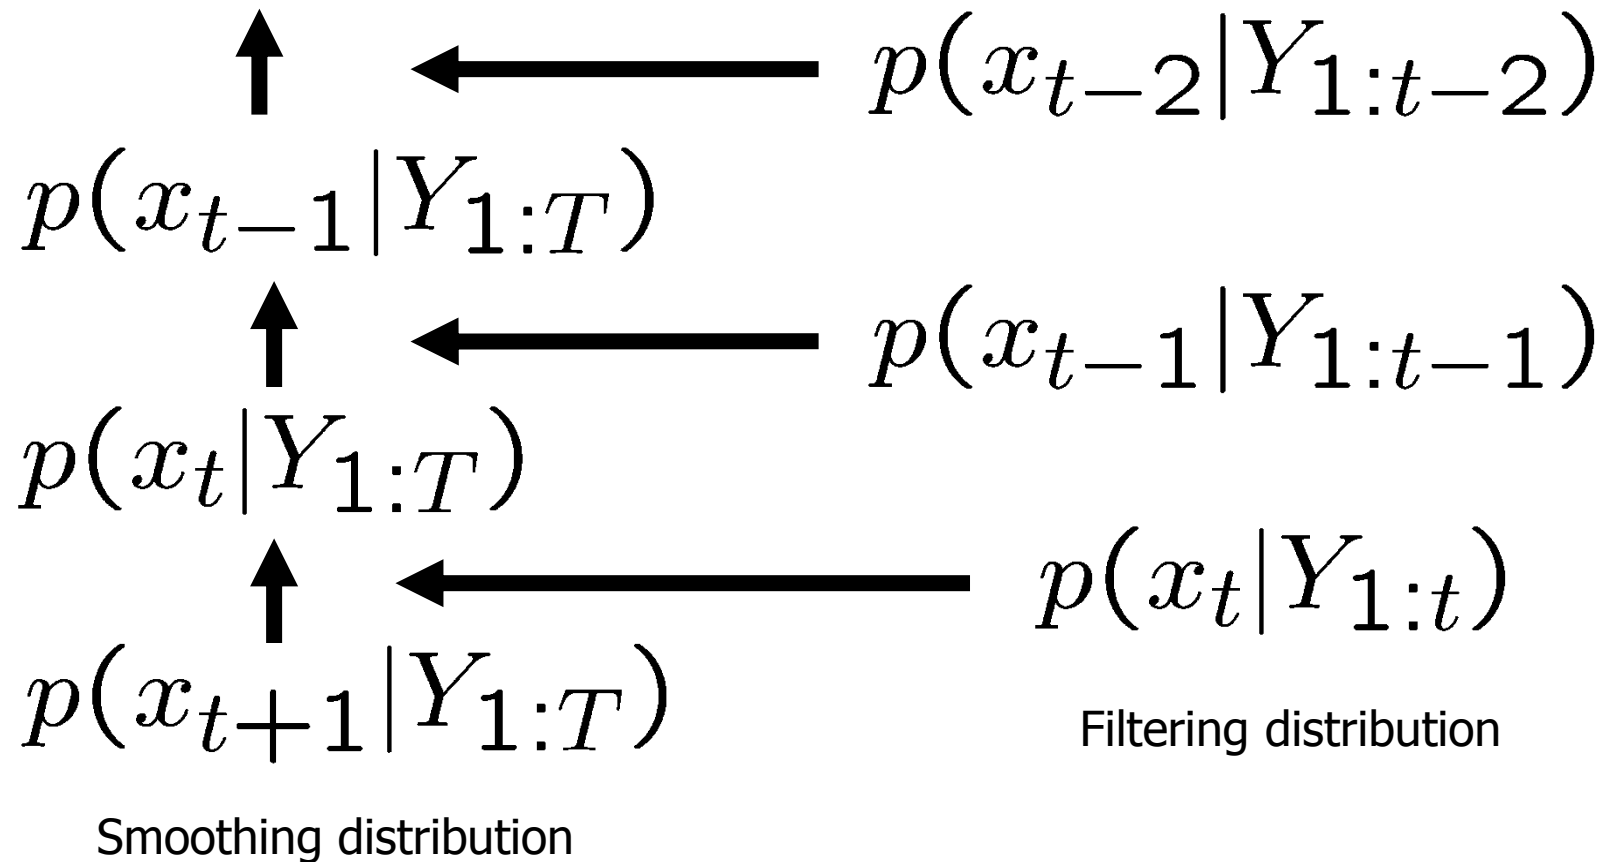 p(x_{t-2}|Y_{1:t-2})
p(x_{t-1}|Y_{1:T})
p(x_{t-1}|Y_{1:t-1})
p(x_t|Y_{1:T})
p(x_t|Y_{1:t})
p(x_{t+1}|Y_{1:T})
Filtering distribution
Smoothing distribution